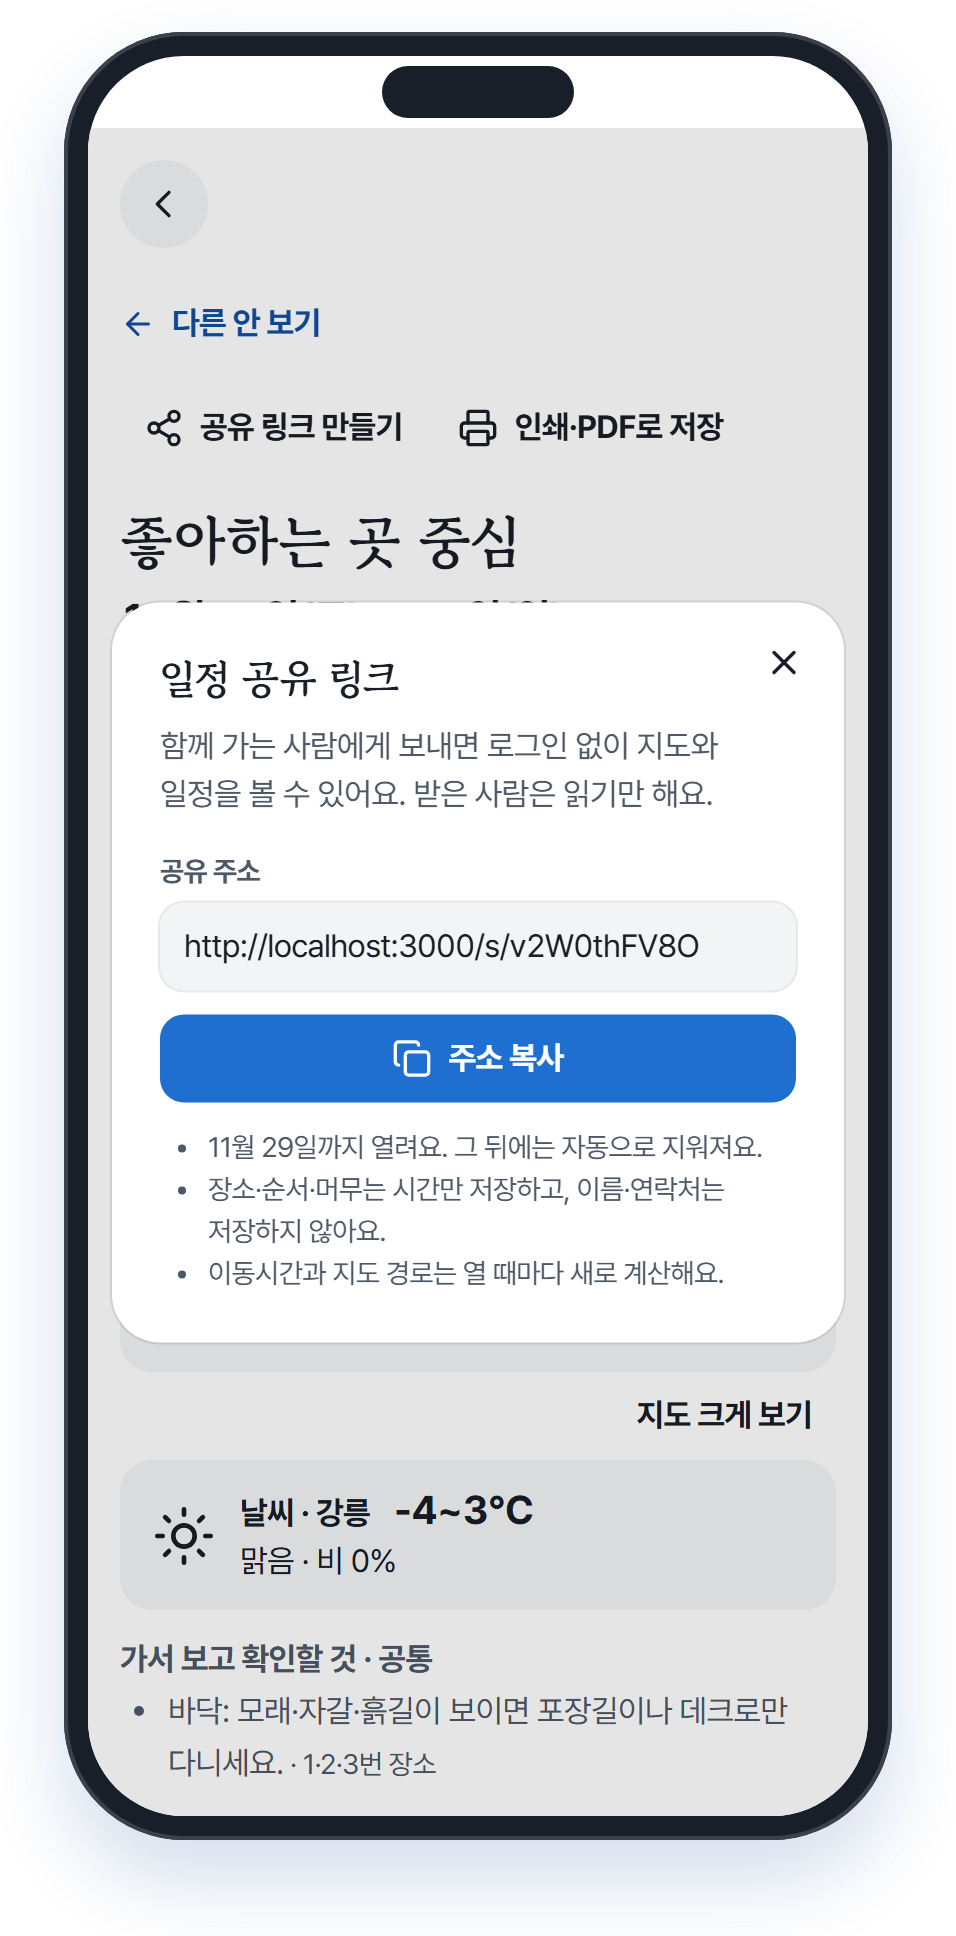 다른 안 보기
공유 링크 만들기
인쇄·PDF로 저장
좋아하는 곳 중심
일정 공유 링크
함께 가는 사람에게 보내면 로그인 없이 지도와
일정을 볼 수 있어요. 받은 사람은 읽기만 해요.
공유 주소
http://localhost:3000/s/v2W0thFV8O
주소 복사
• 11월 29일까지 열려요. 그 뒤에는 자동으로 지워져요.
• 장소·순서·머무는 시간만 저장하고, 이름·연락처는
저장하지 않아요.
• 이동시간과 지도 경로는 열 때마다 새로 계산해요.
지도 크게 보기
날씨 · 강릉 -4~3°C
맑음 · 비 0%
가서 보고 확인할 것 · 공통
• 바닥: 모래·자갈·흙길이 보이면 포장길이나 데크로만
다니세요. · 1·2·3번 장소